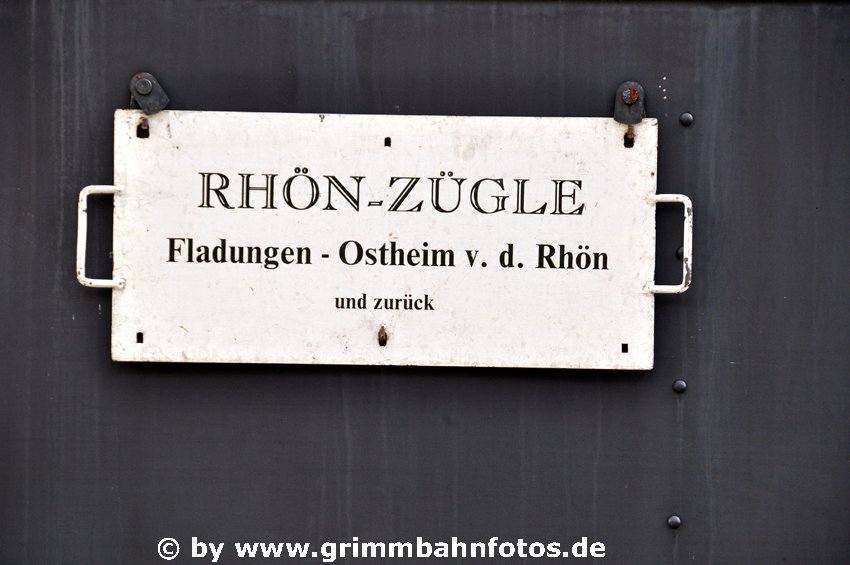 RHÖN-ZÜGLE
Fladungen - Ostheim v. d. Rhön
und zurück
© by www.grimmbahnfotos.de